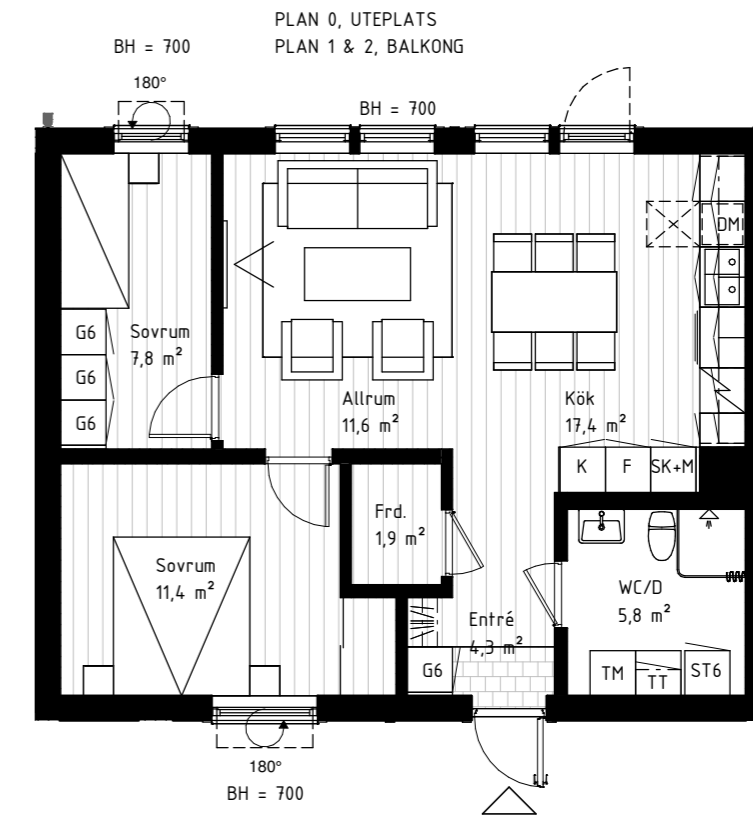 PLAN 0, UTEPLATS
PLAN 1 & 2, BALKONG
BH = 700
180°
BH = 700
DM
G6
G6
G6
Sovrum
7,8 m²
Allrum
11,6 m²
Kök
17,4 m²
K
F
SK+M
Frd.
1,9 m²
Sovrum
11,4 m²
WC/D
5,8 m²
Entré
4,3 m²
G6
TM
TT
ST6
180°
BH = 700